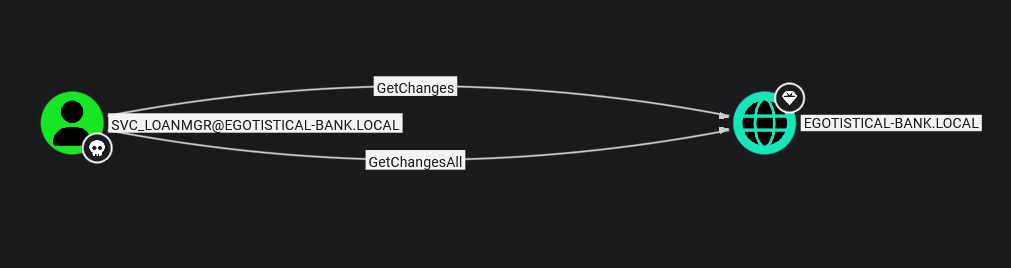 GetChanges
SVC_LOANMGR@EGOTISTICAL-BANK.LOCAL
EGOTISTICAL-BANK.LOCAL
GetChangesAll